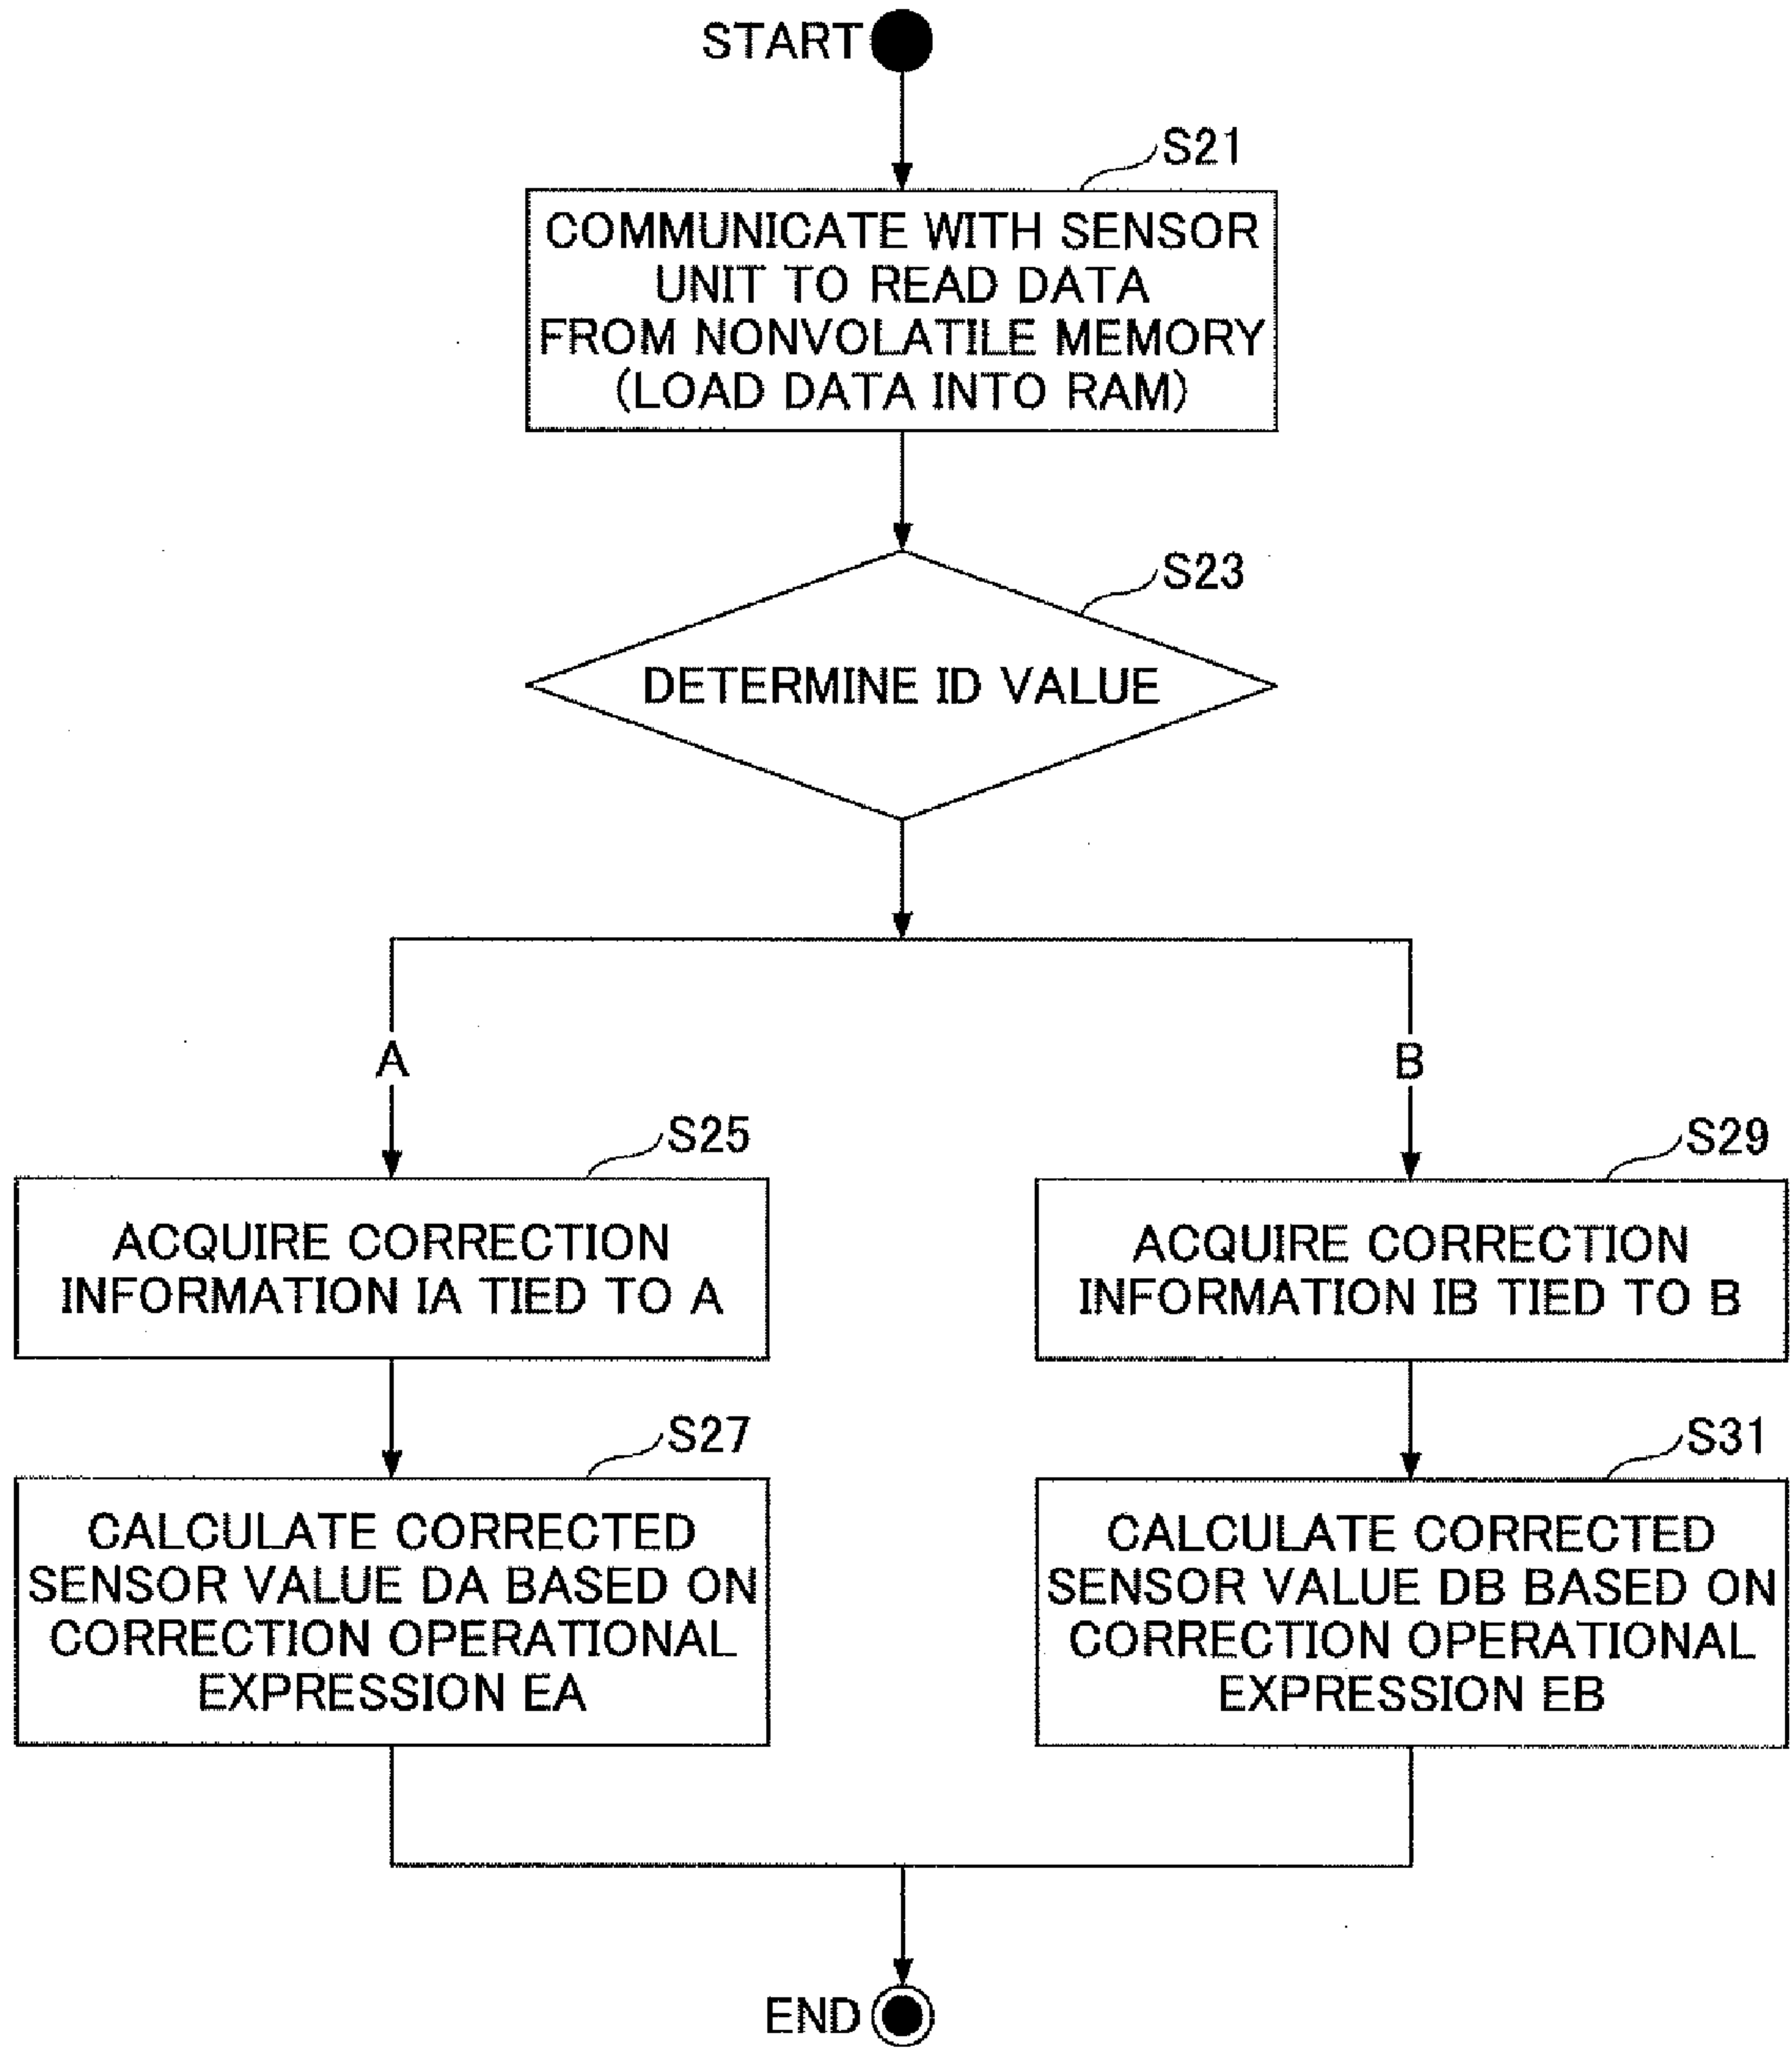 START
S21
COMMUNICATE WITH SENSOR
UNIT TO READ DATA
FROM NONVOLATILE MEMORY
(LOAD DATA INTO RAM)
S23
DETERMINE ID VALUE
A
B
S25
ACQUIRE CORRECTION
INFORMATION IA TIED TO A
S29
ACQUIRE CORRECTION
INFORMATION IB TIED TO B
S27
CALCULATE CORRECTED
SENSOR VALUE DA BASED ON
CORRECTION OPERATIONAL
EXPRESSION EA
S31
CALCULATE CORRECTED
SENSOR VALUE DB BASED ON
CORRECTION OPERATIONAL
EXPRESSION EB
END